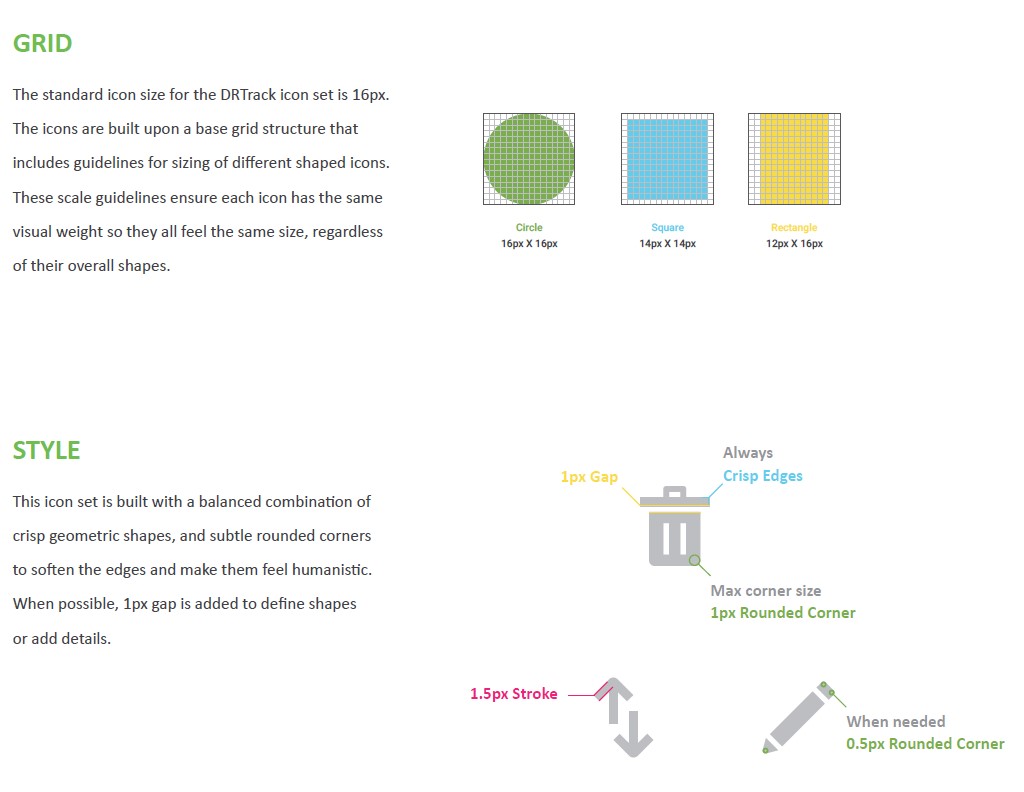 GRID
The standard icon size for the DRTrack icon set is 16px.
The icons are built upon a base grid structure that
includes guidelines for sizing of different shaped icons.
These scale guidelines ensure each icon has the same
visual weight so they all feel the same size, regardless
of their overall shapes.
Circle
16px X 16px
Square
14px X 14px
Rectangle
12px X 16px
STYLE
This icon set is built with a balanced combination of
crisp geometric shapes, and subtle rounded corners
to soften the edges and make them feel humanistic.
When possible, 1px gap is added to define shapes
or add details.
1px Gap
Always
Crisp Edges
Max corner size
1px Rounded Corner
1.5px Stroke
When needed
0.5px Rounded Corner